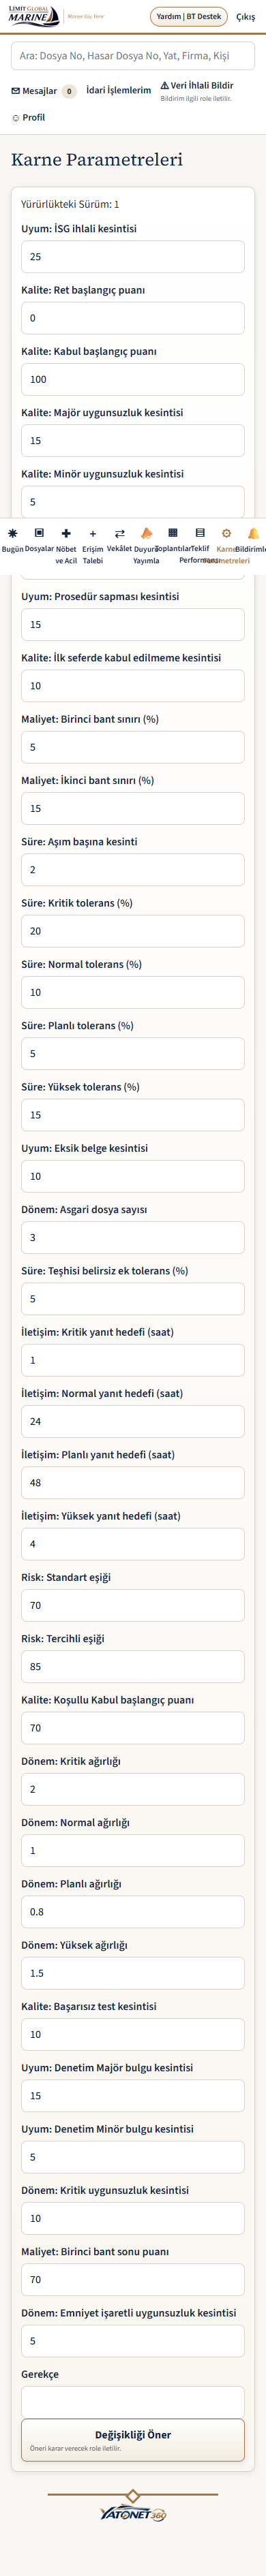 LİMİT GLOBAL
MARİNE
Mavinin Güç Verir
Yardım | BT Destek
Çıkış
Ara: Dosya No, Hasar Dosya No, Yat, Firma, Kişi
Mesajlar 0
İdari İşlemlerim
Veri İhlali Bildir
Bildirim ilgili role iletilir.
Profil
Karne Parametreleri
Yürürlükteki Sürüm: 1
Uyum: İSG ihlali kesintisi
25
Kalite: Ret başlangıç puanı
0
Kalite: Kabul başlangıç puanı
100
Kalite: Majör uygunsuzluk kesintisi
15
Kalite: Minör uygunsuzluk kesintisi
5
Bugün
Dosyalar
Nöbet ve Acil
Erişim Talebi
Vekâlet
Duyuru Yayımla
Toplantılar
Teklif Performansı
Karne Parametreleri
Bildirimler
Uyum: Prosedür sapması kesintisi
15
Kalite: İlk seferde kabul edilmeme kesintisi
10
Maliyet: Birinci bant sınırı (%)
5
Maliyet: İkinci bant sınırı (%)
15
Süre: Aşım başına kesinti
2
Süre: Kritik tolerans (%)
20
Süre: Normal tolerans (%)
10
Süre: Planlı tolerans (%)
5
Süre: Yüksek tolerans (%)
15
Uyum: Eksik belge kesintisi
10
Dönem: Asgari dosya sayısı
3
Süre: Teşhisi belirsiz ek tolerans (%)
5
İletişim: Kritik yanıt hedefi (saat)
1
İletişim: Normal yanıt hedefi (saat)
24
İletişim: Planlı yanıt hedefi (saat)
48
İletişim: Yüksek yanıt hedefi (saat)
4
Risk: Standart eşiği
70
Risk: Tercihli eşiği
85
Kalite: Koşullu Kabul başlangıç puanı
70
Dönem: Kritik ağırlığı
2
Dönem: Normal ağırlığı
1
Dönem: Planlı ağırlığı
0.8
Dönem: Yüksek ağırlığı
1.5
Kalite: Başarısız test kesintisi
10
Uyum: Denetim Majör bulgu kesintisi
15
Uyum: Denetim Minör bulgu kesintisi
5
Dönem: Kritik uygunsuzluk kesintisi
10
Maliyet: Birinci bant sonu puanı
70
Dönem: Emniyet işaretli uygunsuzluk kesintisi
5
Gerekçe
Değişikliği Öner
Öneri karar verecek role iletilir.
YATONET360